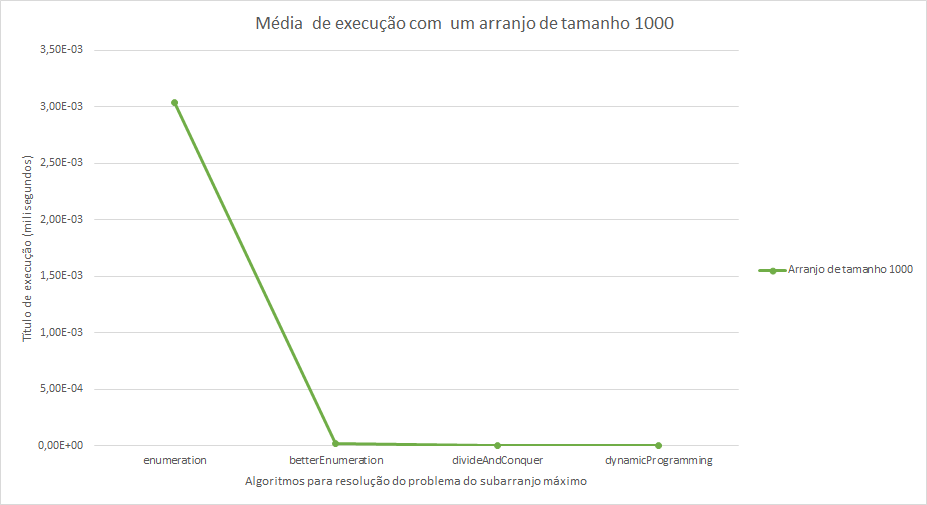 Média  de execução com  um arranjo de tamanho 1000
3,50E-03
3,00E-03
2,50E-03
2,00E-03
1,50E-03
1,00E-03
5,00E-04
0,00E+00
Título de execução (milisegundos)
enumeration
betterEnumeration
divideAndConquer
dynamicProgramming
Algoritmos para resolução do problema do subarranjo máximo
Arranjo de tamanho 1000